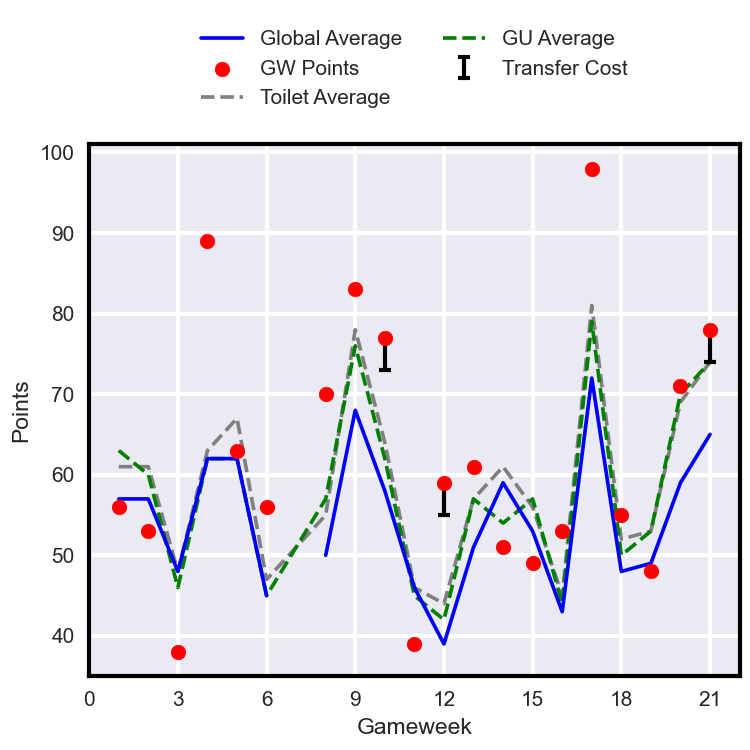 Global Average
GW Points
Toilet Average
GU Average
Transfer Cost
100
90
80
70
60
50
40
Points
0 3 6 9 12 15 18 21
Gameweek